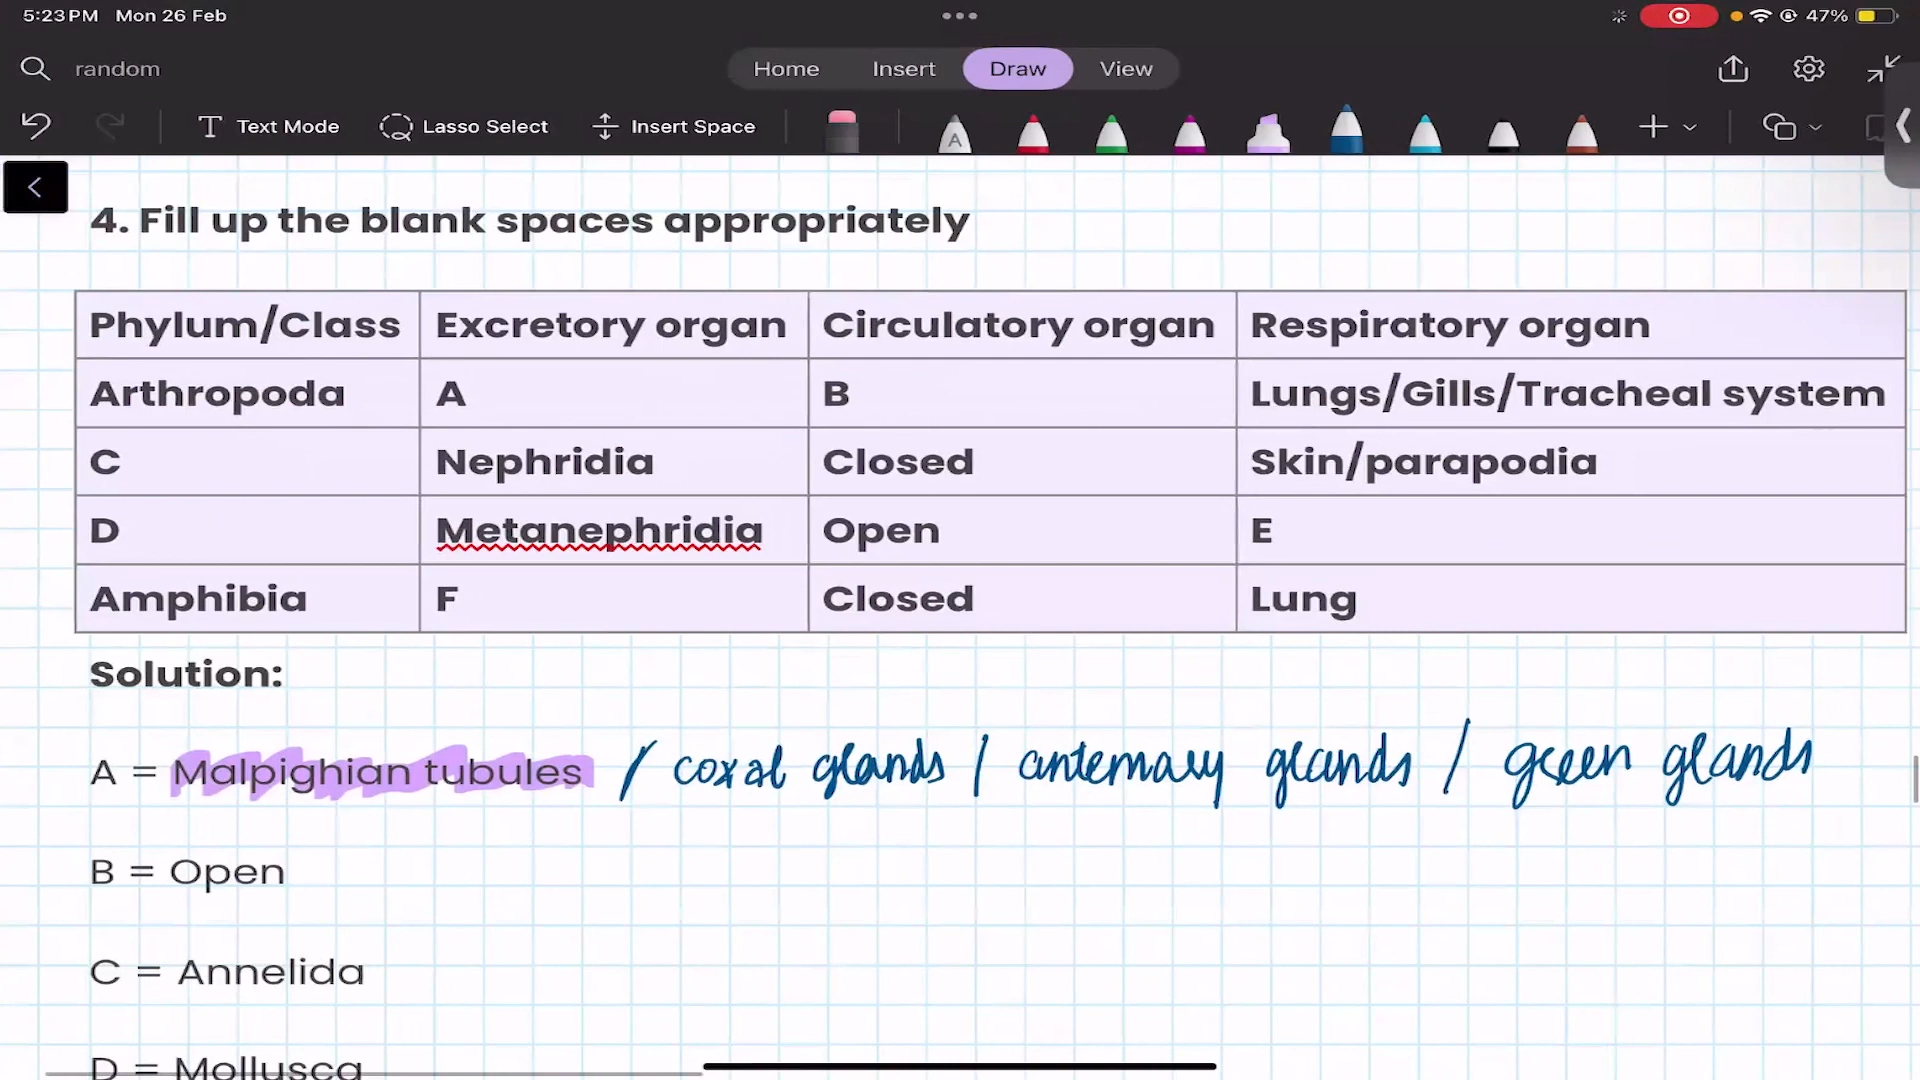 5:23 PM Mon 26 Feb
47%
random
Home Insert Draw View
Text Mode Lasso Select Insert Space
A
4. Fill up the blank spaces appropriately
Phylum/Class Excretory organ Circulatory organ Respiratory organ
Arthropoda A B Lungs/Gills/Tracheal system
C Nephridia Closed Skin/parapodia
D Metanephridia Open E
Amphibia F Closed Lung
Solution:
A = Malpighian tubules / coxal glands / antennary glands / green glands
B = Open
C = Annelida
D = Mollusca